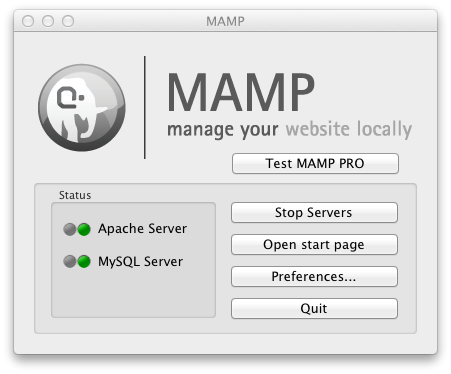 MAMP
MAMP
manage your website locally
Test MAMP PRO
Status
Apache Server
MySQL Server
Stop Servers
Open start page
Preferences...
Quit